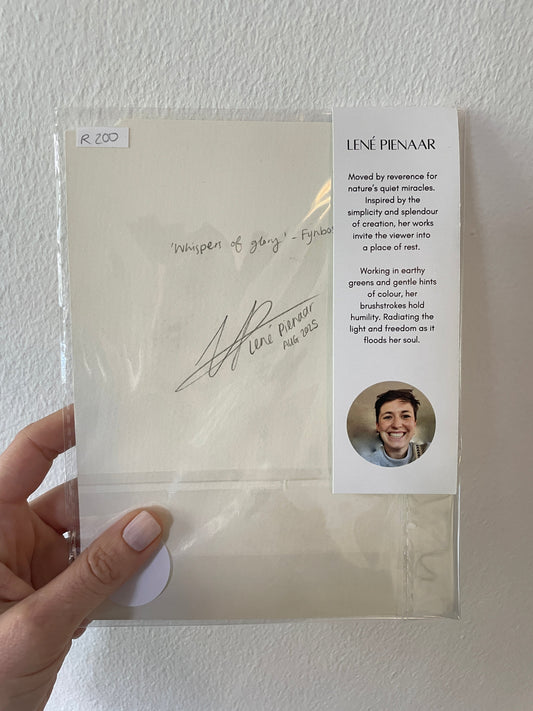 R 200
'Whispers of glory' - Fynbos
Lené Pienaar
AUG 2025
LENÉ PIENAAR
Moved by reverence for
nature's quiet miracles.
Inspired by the
simplicity and splendour
of creation, her works
invite the viewer into
a place of rest.
Working in earthy
greens and gentle hints
of colour, her
brushstrokes hold
humility. Radiating the
light and freedom as it
floods her soul.